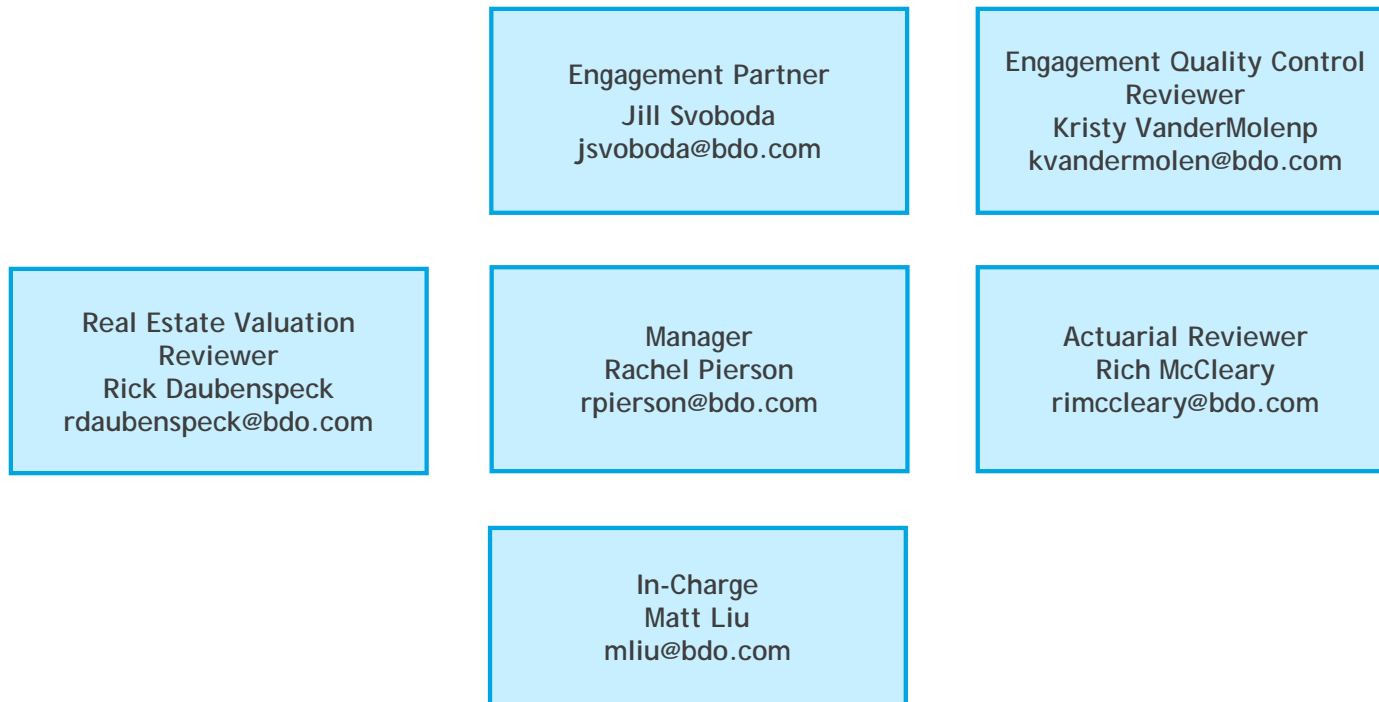 Engagement Partner
Jill Svoboda
jsvoboda@bdo.com
Engagement Quality Control
Reviewer
Kristy VanderMolenp
kvandermolen@bdo.com
Real Estate Valuation
Reviewer
Rick Daubenspeck
rdaubenspeck@bdo.com
Manager
Rachel Pierson
rpierson@bdo.com
Actuarial Reviewer
Rich McCleary
rimccleary@bdo.com
In-Charge
Matt Liu
mliu@bdo.com